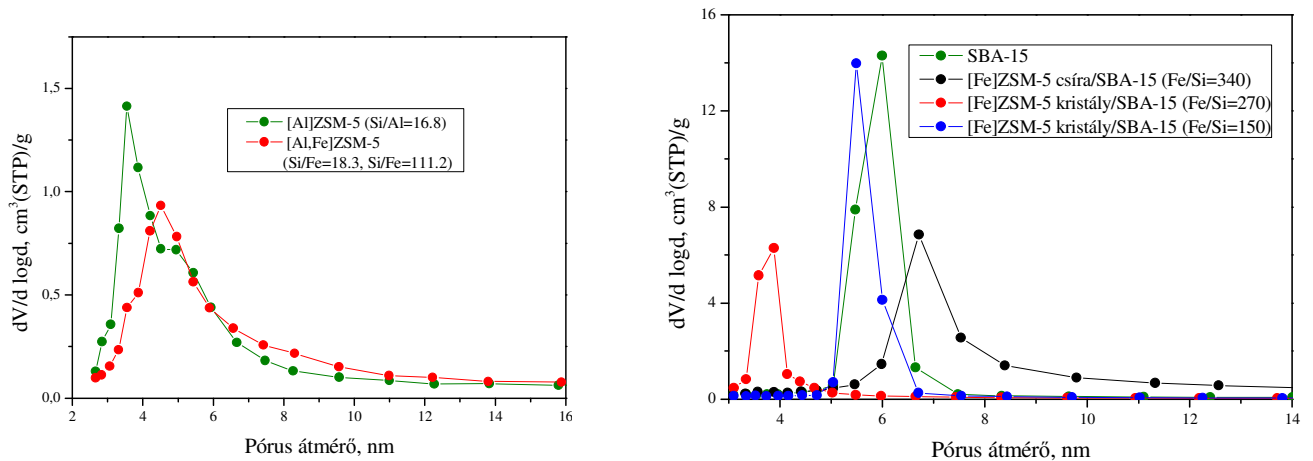 dV/d logd, cm³(STP)/g
1,5
1,0
0,5
0,0
[Al]ZSM-5 (Si/Al=16.8)
[Al,Fe]ZSM-5
(Si/Fe=18.3, Si/Fe=111.2)
2 4 6 8 10 12 14 16
Pórus átmérő, nm
dV/d logd, cm³(STP)/g
16
12
8
4
0
SBA-15
[Fe]ZSM-5 csíra/SBA-15 (Fe/Si=340)
[Fe]ZSM-5 kristály/SBA-15 (Fe/Si=270)
[Fe]ZSM-5 kristály/SBA-15 (Fe/Si=150)
4 6 8 10 12 14
Pórus átmérő, nm